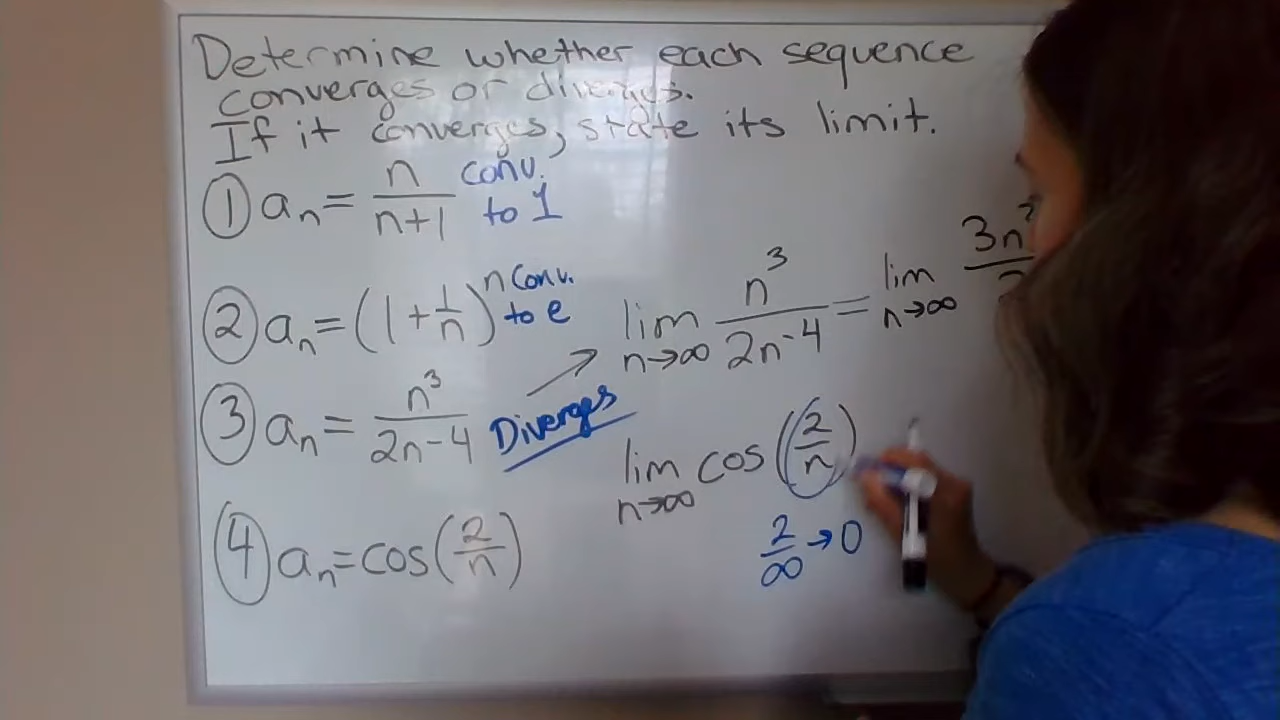 Determine whether each sequence
converges or diverges.
If it converges, state its limit.
① aₙ = n/(n+1) conv. to 1
② aₙ = (1 + 1/n)ⁿ conv. to e
③ aₙ = n³/(2n-4) Diverges
lim n→∞ n³/(2n-4) = lim n→∞ 3n
④ aₙ = cos(2/n)
lim n→∞ cos(2/n)
2/∞ → 0